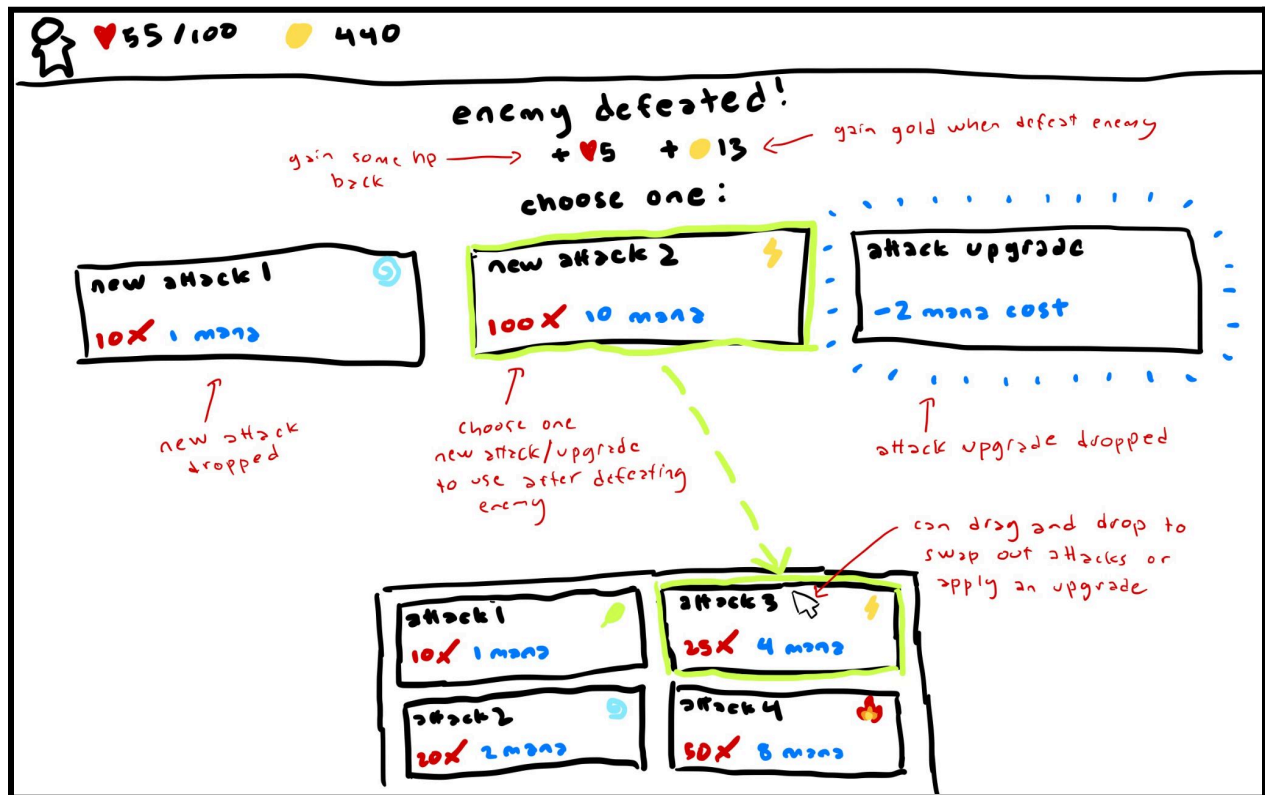 55/100 440
enemy defeated!
+ 5 + 13
gain some hp
back
gain gold when defeat enemy
choose one:
new attack 1
10 1 mana
new attack 2
100 10 mana
attack upgrade
-2 mana cost
new attack
dropped
choose one
new attack/upgrade
to use after defeating
enemy
attack upgrade dropped
can drag and drop to
swap out attacks or
apply an upgrade
attack 1
10 1 mana
attack 3
25 4 mana
attack 2
20 2 mana
attack 4
50 8 mana